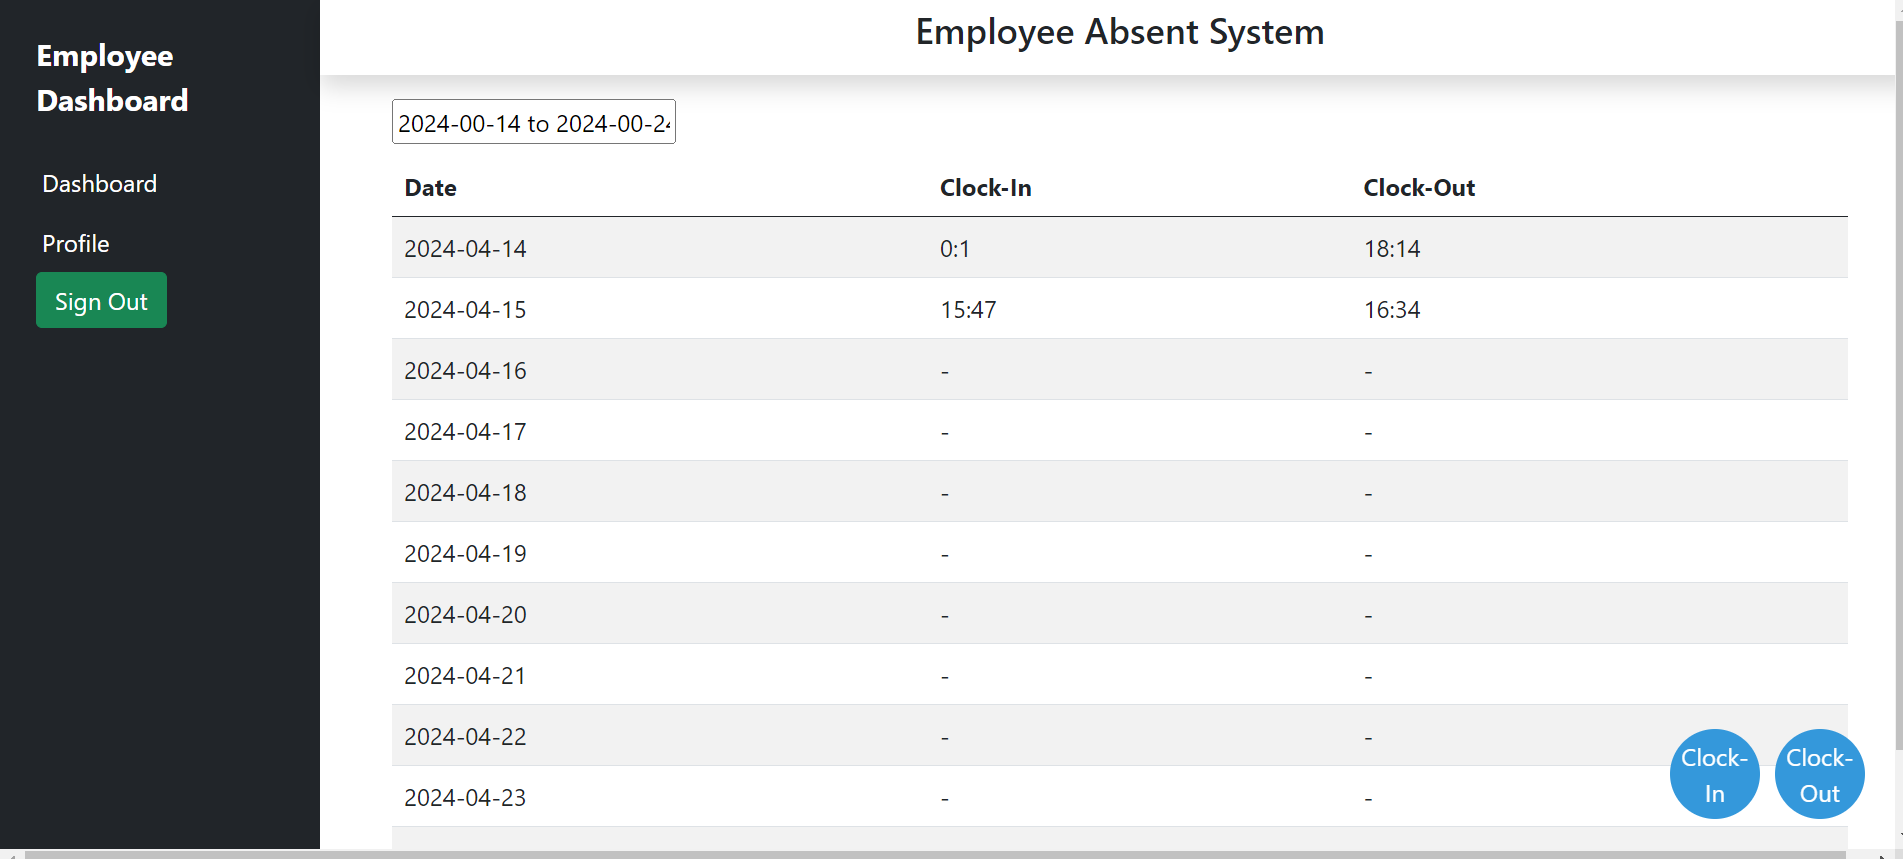 Employee
Dashboard
Dashboard
Profile
Sign Out
Employee Absent System
2024-00-14 to 2024-00-24
Date Clock-In Clock-Out
2024-04-14 0:1 18:14
2024-04-15 15:47 16:34
2024-04-16 - -
2024-04-17 - -
2024-04-18 - -
2024-04-19 - -
2024-04-20 - -
2024-04-21 - -
2024-04-22 - -
2024-04-23 - -
Clock-
In
Clock-
Out